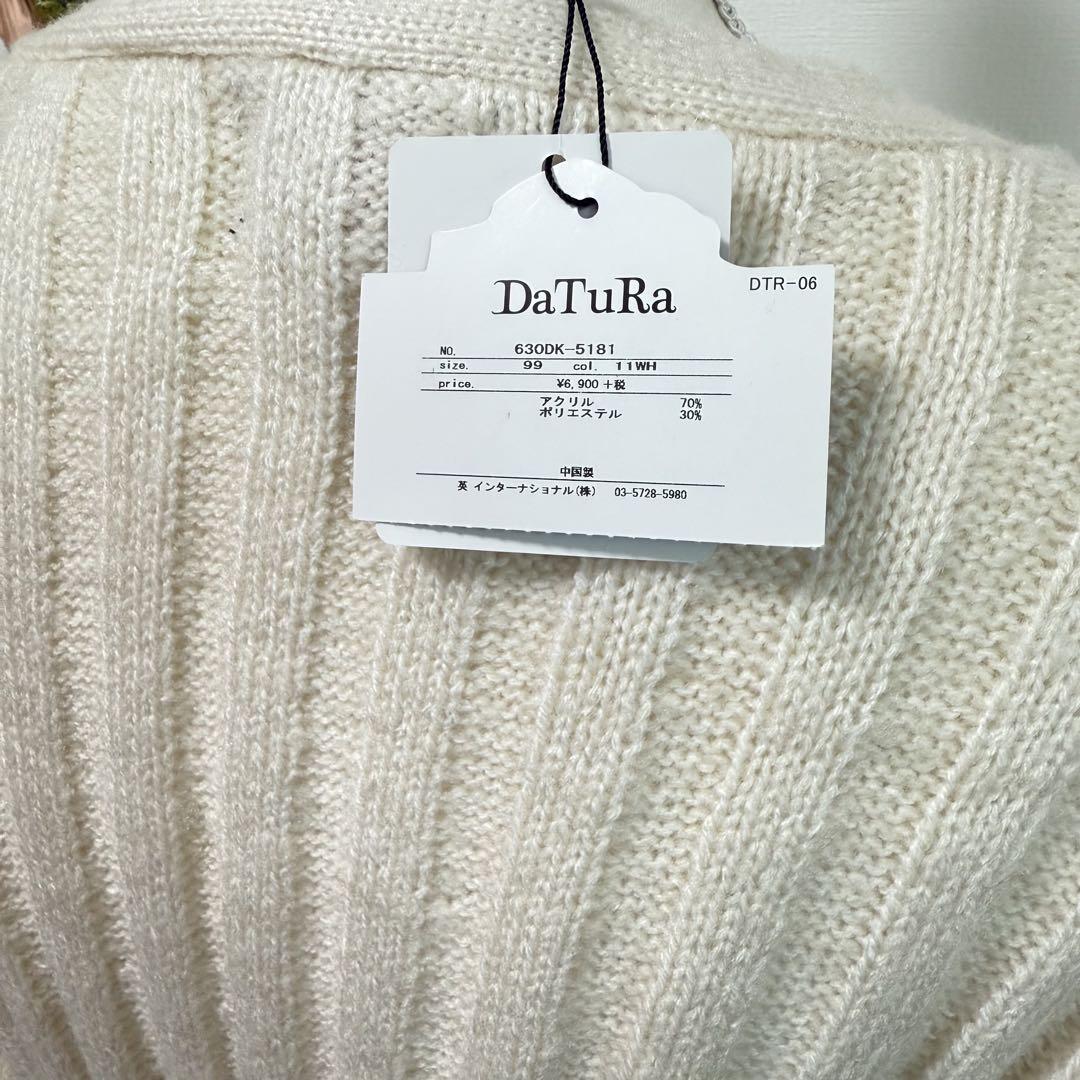 DaTuRa
DTR-06
NO. 630DK-5181
size. 99 col. 11WH
price. ¥6,900+税
アクリル 70%
ポリエステル 30%
中国製
英 インターナショナル(株) 03-5728-5980